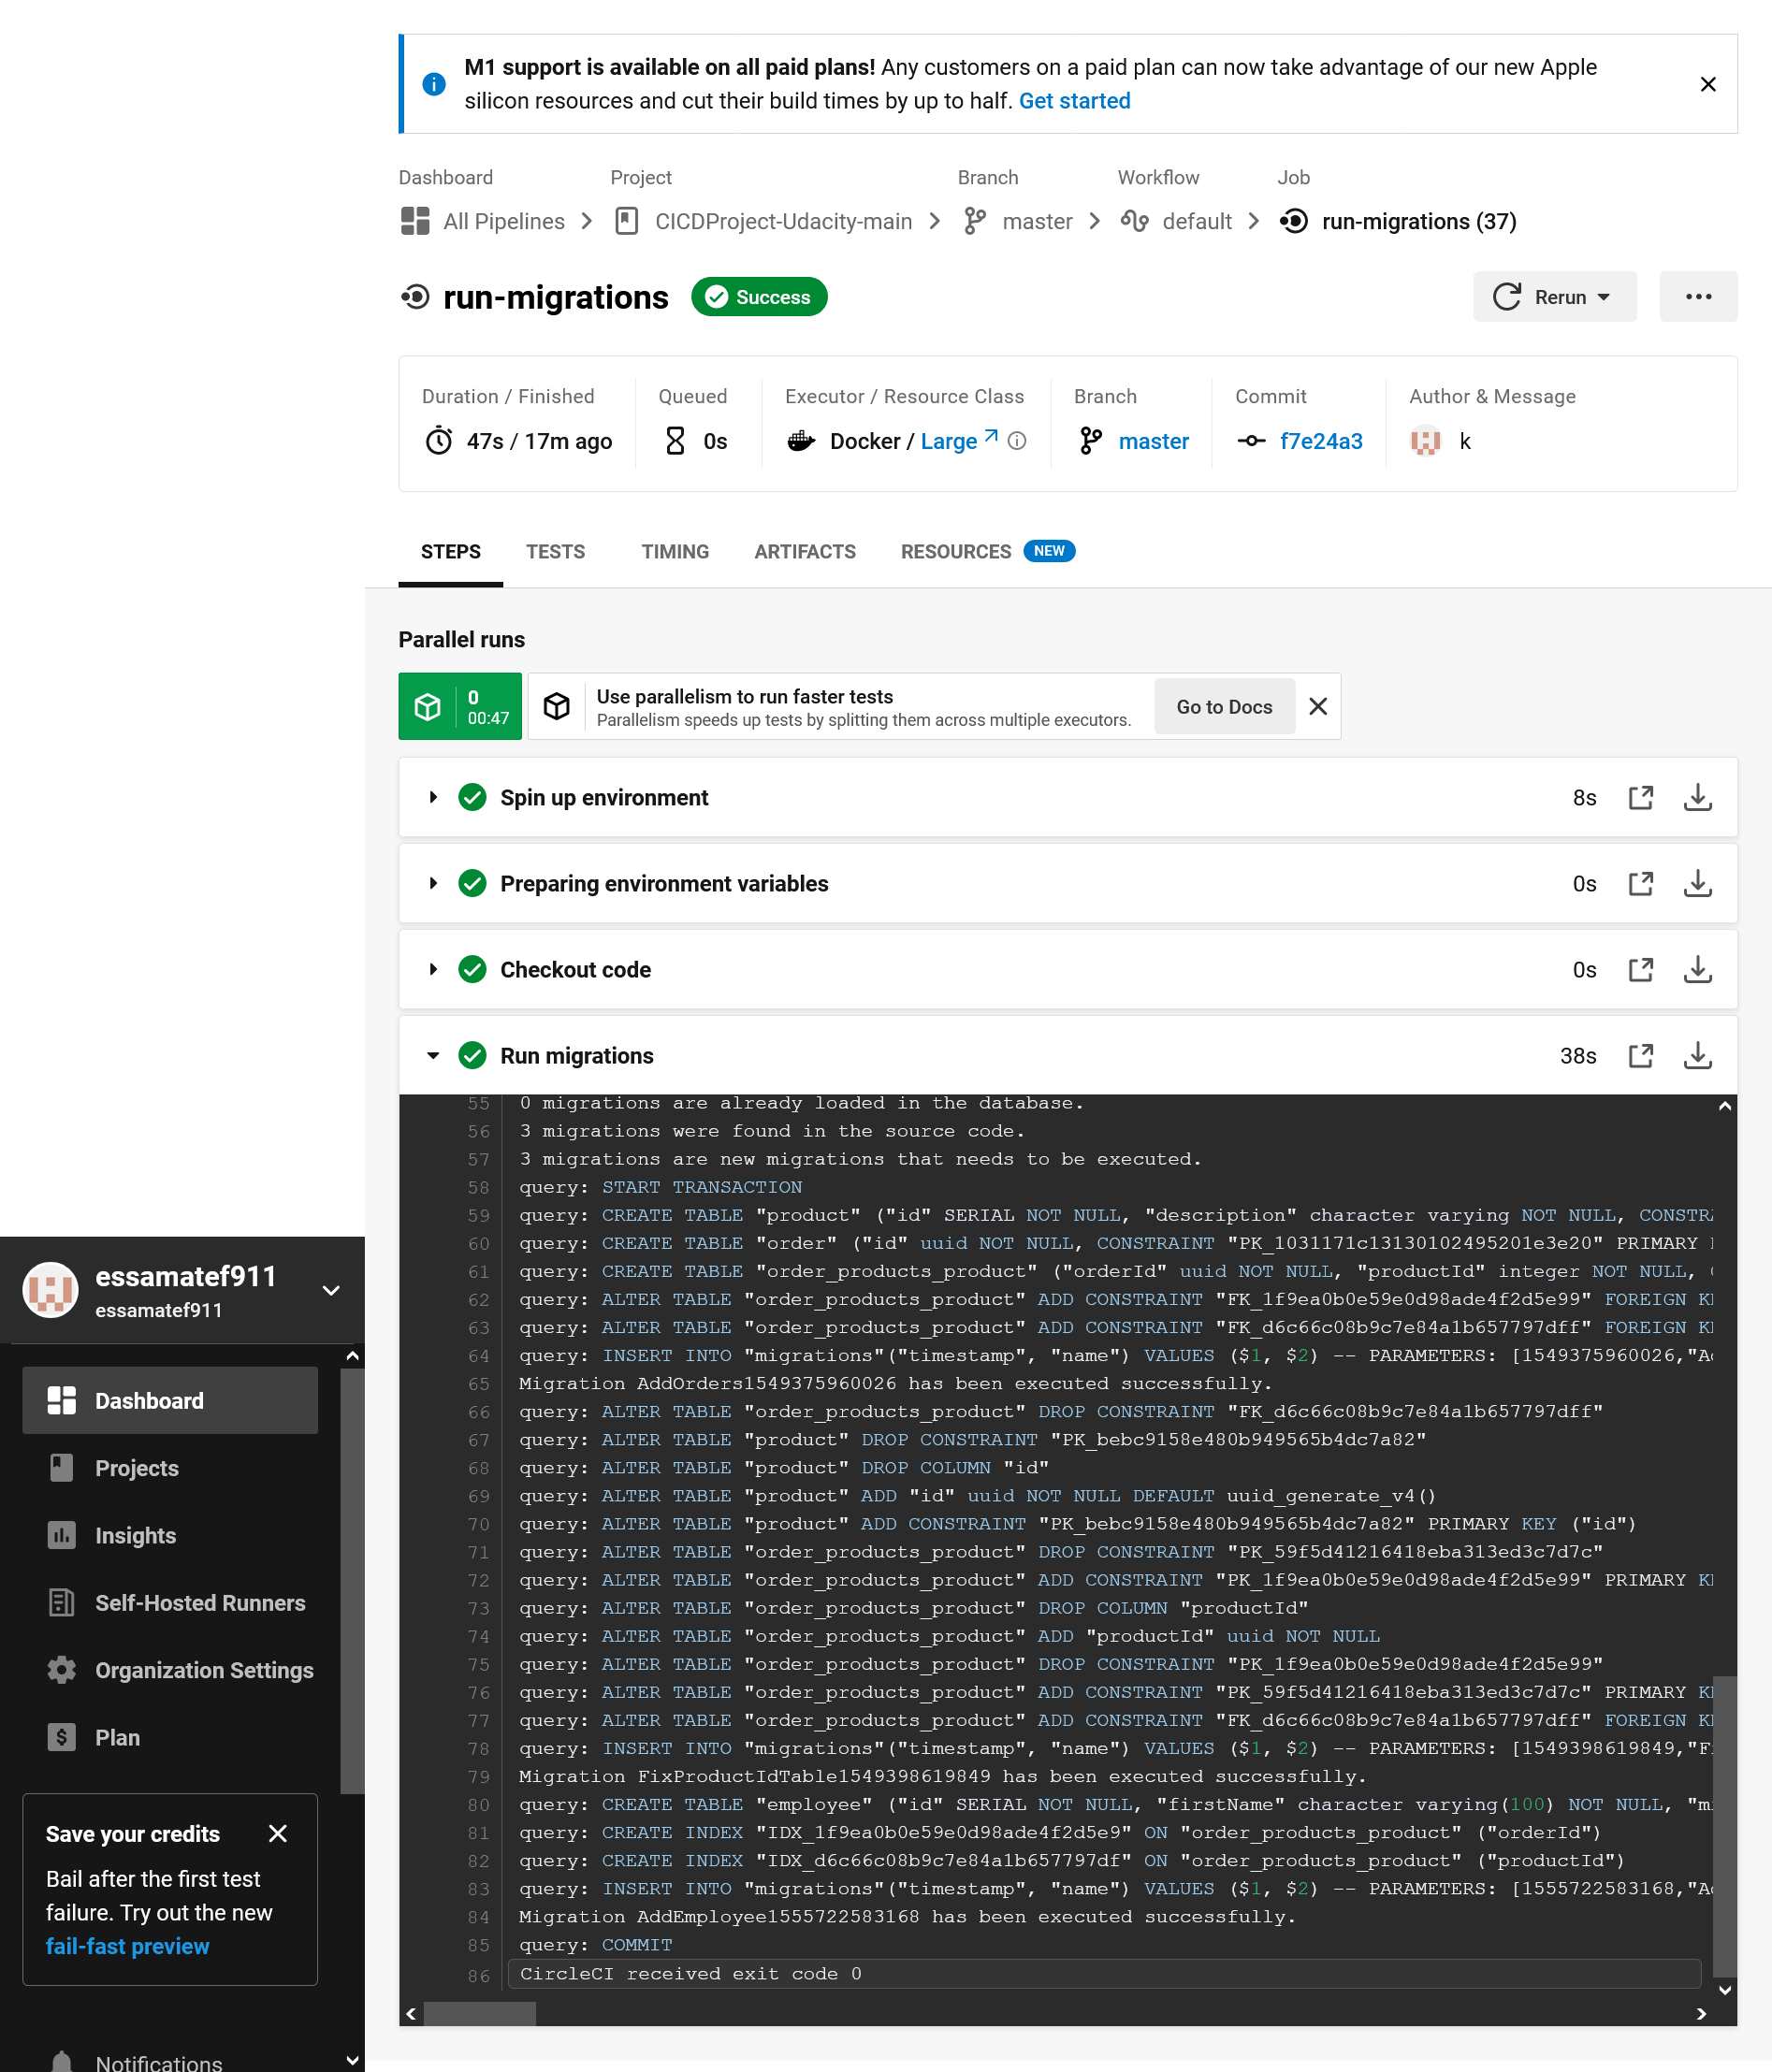 M1 support is available on all paid plans! Any customers on a paid plan can now take advantage of our new Apple
silicon resources and cut their build times by up to half. Get started
Dashboard Project Branch Workflow Job
All Pipelines CICDProject-Udacity-main master default run-migrations (37)
run-migrations Success Rerun
Duration / Finished Queued Executor / Resource Class Branch Commit Author & Message
47s / 17m ago 0s Docker / Large master f7e24a3 k
STEPS TESTS TIMING ARTIFACTS RESOURCES NEW
Parallel runs
0
00:47
Use parallelism to run faster tests
Parallelism speeds up tests by splitting them across multiple executors.
Go to Docs
Spin up environment 8s
Preparing environment variables 0s
Checkout code 0s
Run migrations 38s
55 0 migrations are already loaded in the database.
56 3 migrations were found in the source code.
57 3 migrations are new migrations that needs to be executed.
58 query: START TRANSACTION
59 query: CREATE TABLE "product" ("id" SERIAL NOT NULL, "description" character varying NOT NULL, CONSTRA
60 query: CREATE TABLE "order" ("id" uuid NOT NULL, CONSTRAINT "PK_1031171c13130102495201e3e20" PRIMARY
61 query: CREATE TABLE "order_products_product" ("orderId" uuid NOT NULL, "productId" integer NOT NULL,
62 query: ALTER TABLE "order_products_product" ADD CONSTRAINT "FK_1f9ea0b0e59e0d98ade4f2d5e99" FOREIGN
63 query: ALTER TABLE "order_products_product" ADD CONSTRAINT "FK_d6c66c08b9c7e84a1b657797dff" FOREIGN
64 query: INSERT INTO "migrations"("timestamp", "name") VALUES ($1, $2) -- PARAMETERS: [1549375960026,"Ad
65 Migration AddOrders1549375960026 has been executed successfully.
66 query: ALTER TABLE "order_products_product" DROP CONSTRAINT "FK_d6c66c08b9c7e84a1b657797dff"
67 query: ALTER TABLE "product" DROP CONSTRAINT "PK_bebc9158e480b949565b4dc7a82"
68 query: ALTER TABLE "product" DROP COLUMN "id"
69 query: ALTER TABLE "product" ADD "id" uuid NOT NULL DEFAULT uuid_generate_v4()
70 query: ALTER TABLE "product" ADD CONSTRAINT "PK_bebc9158e480b949565b4dc7a82" PRIMARY KEY ("id")
71 query: ALTER TABLE "order_products_product" DROP CONSTRAINT "PK_59f5d41216418eba313ed3c7d7c"
72 query: ALTER TABLE "order_products_product" ADD CONSTRAINT "PK_1f9ea0b0e59e0d98ade4f2d5e99" PRIMARY
73 query: ALTER TABLE "order_products_product" DROP COLUMN "productId"
74 query: ALTER TABLE "order_products_product" ADD "productId" uuid NOT NULL
75 query: ALTER TABLE "order_products_product" DROP CONSTRAINT "PK_1f9ea0b0e59e0d98ade4f2d5e99"
76 query: ALTER TABLE "order_products_product" ADD CONSTRAINT "PK_59f5d41216418eba313ed3c7d7c" PRIMARY
77 query: ALTER TABLE "order_products_product" ADD CONSTRAINT "FK_d6c66c08b9c7e84a1b657797dff" FOREIGN
78 query: INSERT INTO "migrations"("timestamp", "name") VALUES ($1, $2) -- PARAMETERS: [1549398619849,"Fi
79 Migration FixProductIdTable1549398619849 has been executed successfully.
80 query: CREATE TABLE "employee" ("id" SERIAL NOT NULL, "firstName" character varying(100) NOT NULL,
81 query: CREATE INDEX "IDX_1f9ea0b0e59e0d98ade4f2d5e9" ON "order_products_product" ("orderId")
82 query: CREATE INDEX "IDX_d6c66c08b9c7e84a1b657797df" ON "order_products_product" ("productId")
83 query: INSERT INTO "migrations"("timestamp", "name") VALUES ($1, $2) -- PARAMETERS: [1555722583168,"Ad
84 Migration AddEmployee1555722583168 has been executed successfully.
85 query: COMMIT
86 CircleCI received exit code 0
essamatef911
essamatef911
Dashboard
Projects
Insights
Self-Hosted Runners
Organization Settings
Plan
Save your credits
Bail after the first test
failure. Try out the new
fail-fast preview
Notifications